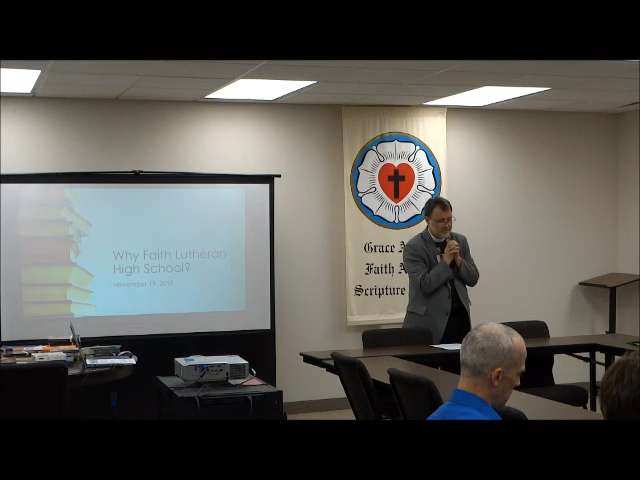 Why Faith Lutheran
High School?
November 19, 2017
Grace A
Faith A
Scripture